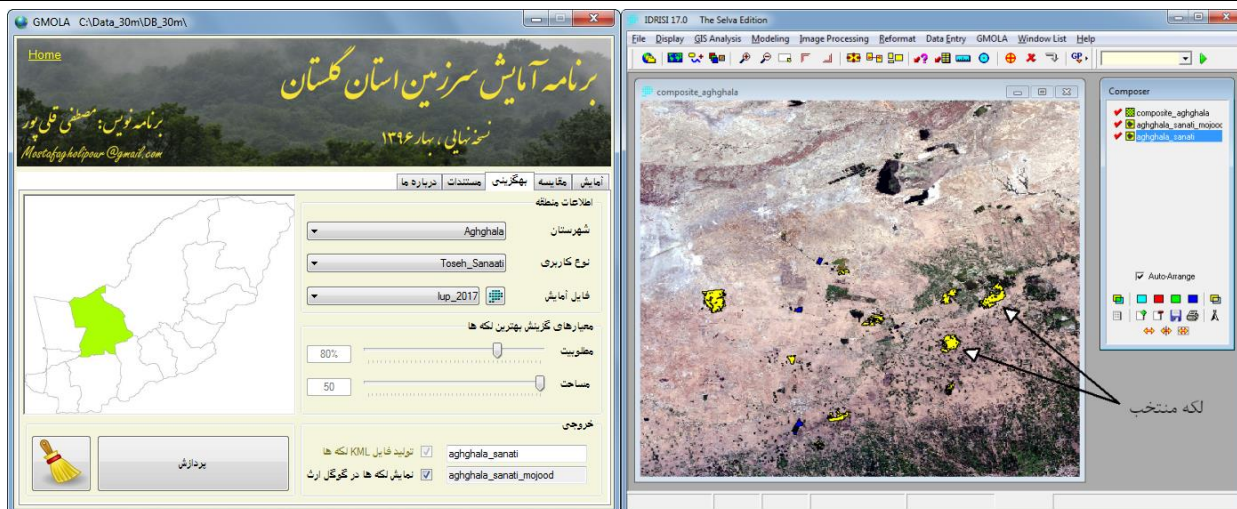 GMOLA C:\Data_30m\DB_30m\
Home
برنامه آمایش سرزمین استان گلستان
نسخه نهایی ، بهار ۱۳۹۶
برنامه نویس: مصطفی قلی پور
Mostafagholipour@gmail.com
آمایش
مقایسه
بهگزینی
مستندات
درباره ما
اطلاعات منطقه
شهرستان
Aghghala
نوع کاربری
Toseh_Sanaati
فایل آمایش
lup_2017
معیارهای گزینش بهترین لکه ها
مطلوبیت
80%
مساحت
50
خروجی
aghghala_sanati
تولید فایل KML لکه ها
aghghala_sanati_mojood
نمایش لکه ها در گوگل ارث
پردازش
IDRISI 17.0 The Selva Edition
File Display GIS Analysis Modeling Image Processing Reformat Data Entry GMOLA Window List Help
composite_aghghala
Composer
composite_aghghala
aghghala_sanati_mojooc
aghghala_sanati
Auto-Arrange
لکه منتخب